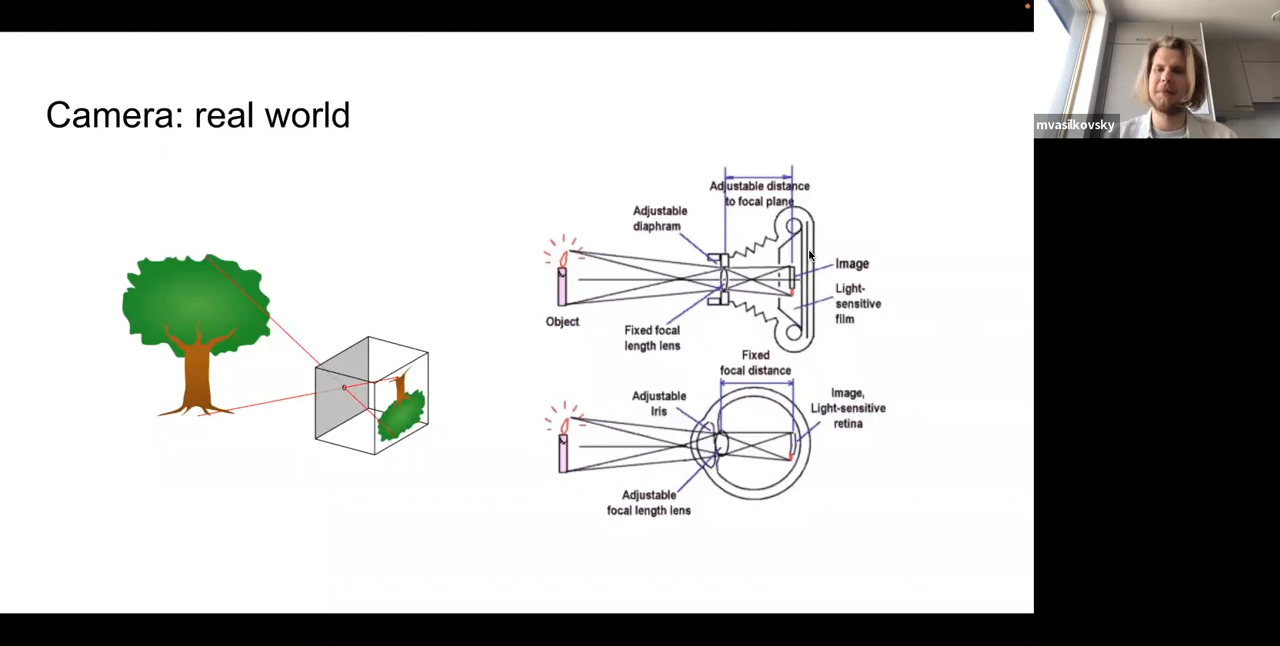 Camera: real world
mvasilkovsky
Adjustable distance
to focal plane
Adjustable
diaphram
Image
Light-
sensitive
film
Object
Fixed focal
length lens
Fixed
focal distance
Adjustable
Iris
Image,
Light-sensitive
retina
Adjustable
focal length lens